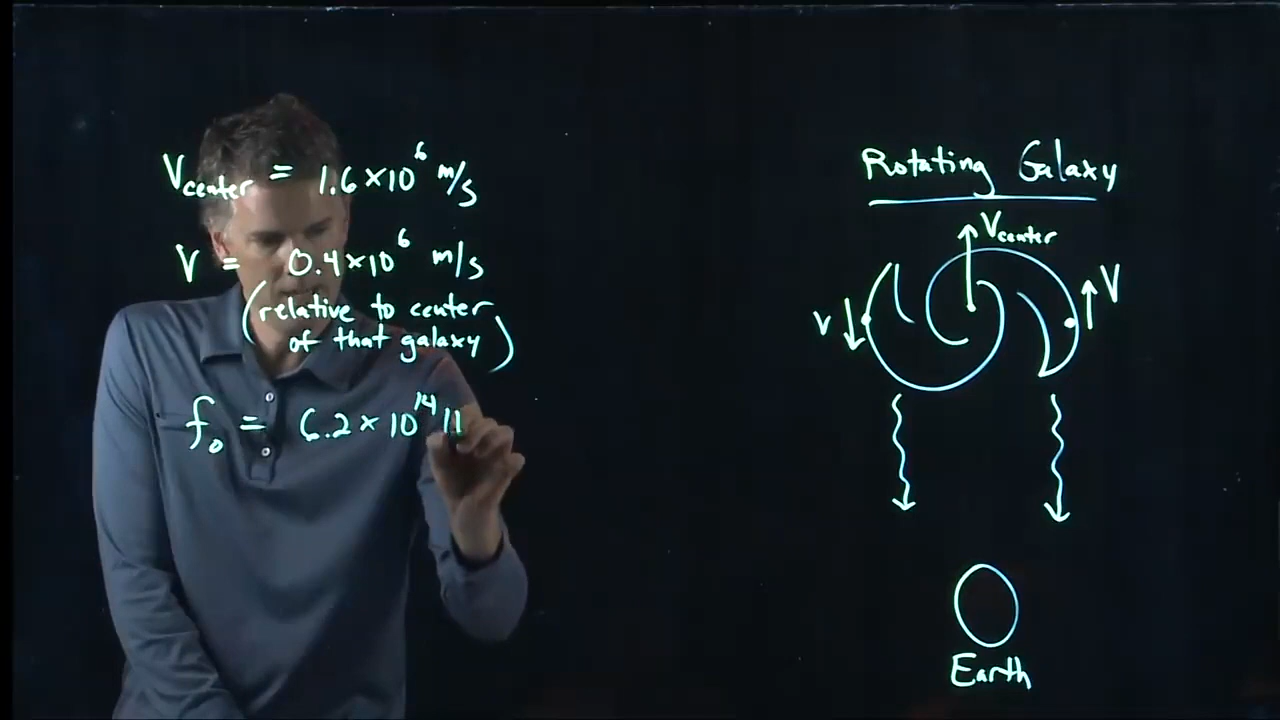 V_center = 1.6×10^6 m/s
V = 0.4×10^6 m/s
(relative to center
of that galaxy)
f_0 = 6.2×10^14
Rotating Galaxy
V_center
V
V
Earth